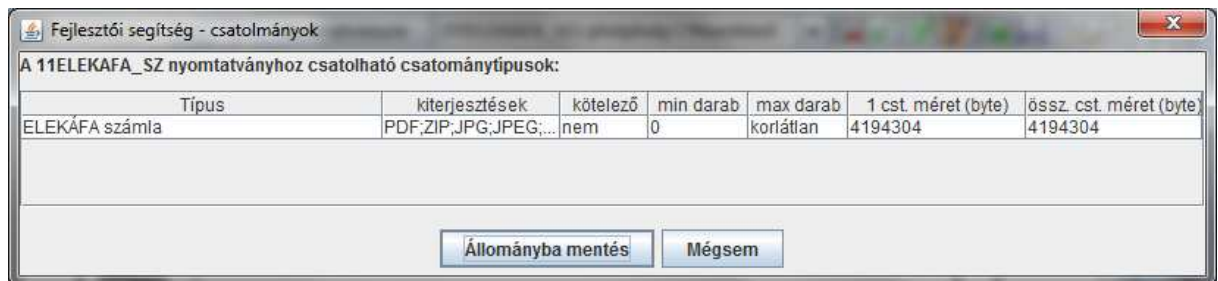 Fejlesztői segítség - csatolmányok
A 11ELEKAFA_SZ nyomtatványhoz csatolható csatománytípusok:
Típus kiterjesztések kötelező min darab max darab 1 cst. méret (byte) össz. cst. méret (byte)
ELEKÁFA számla PDF;ZIP;JPG;JPEG;... nem 0 korlátlan 4194304 4194304
Állományba mentés Mégsem